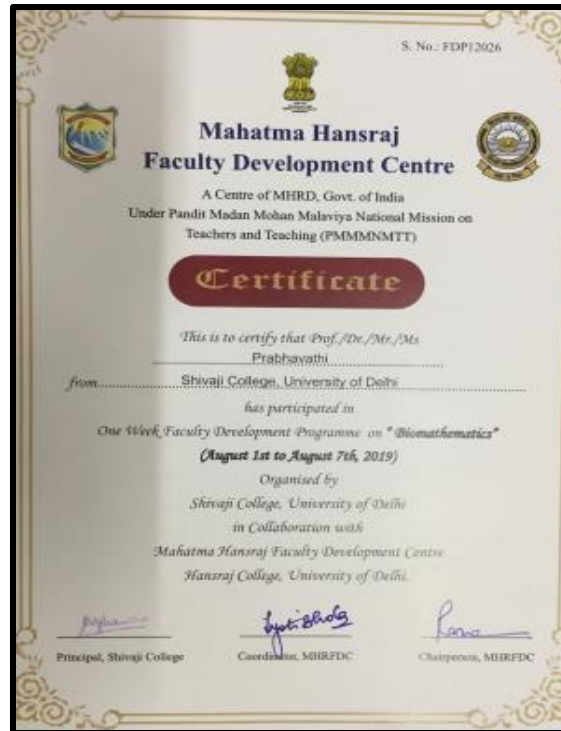 S. No.: FDP12026
Mahatma Hansraj
Faculty Development Centre
A Centre of MHRD, Govt. of India
Under Pandit Madan Mohan Malaviya National Mission on
Teachers and Teaching (PMMMNMTT)
Certificate
This is to certify that Prof./Dr./Mr./Ms
Prabhavathi
from Shivaji College, University of Delhi
has participated in
One Week Faculty Development Programme on "Biomathematics"
(August 1st to August 7th, 2019)
Organised by
Shivaji College, University of Delhi
in Collaboration with
Mahatma Hansraj Faculty Development Centre
Hansraj College, University of Delhi.
Jyoti Bhola
Principal, Shivaji College
Coordinator, MHRFDC
Chairperson, MHRFDC